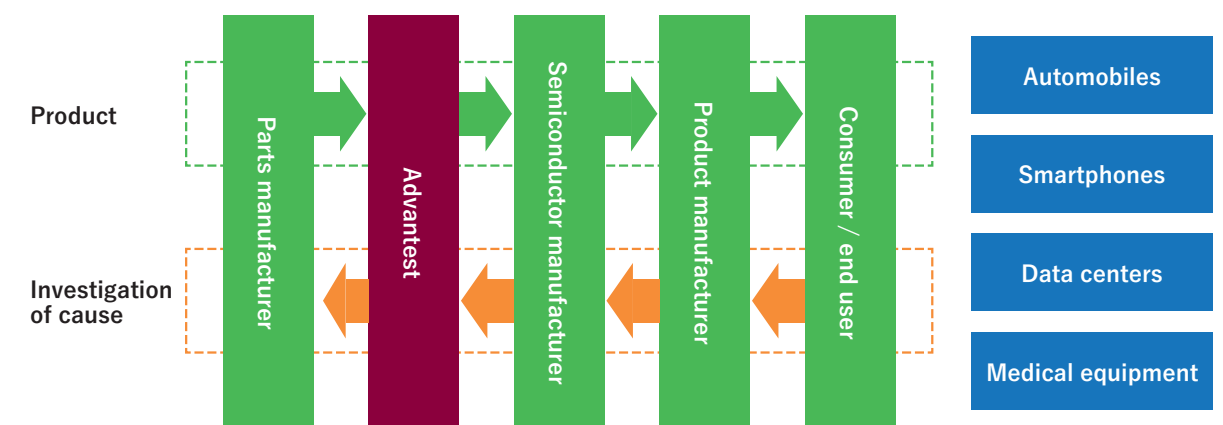 Product
Investigation
of cause
Parts manufacturer
Advantest
Semiconductor manufacturer
Product manufacturer
Consumer / end user
Automobiles
Smartphones
Data centers
Medical equipment